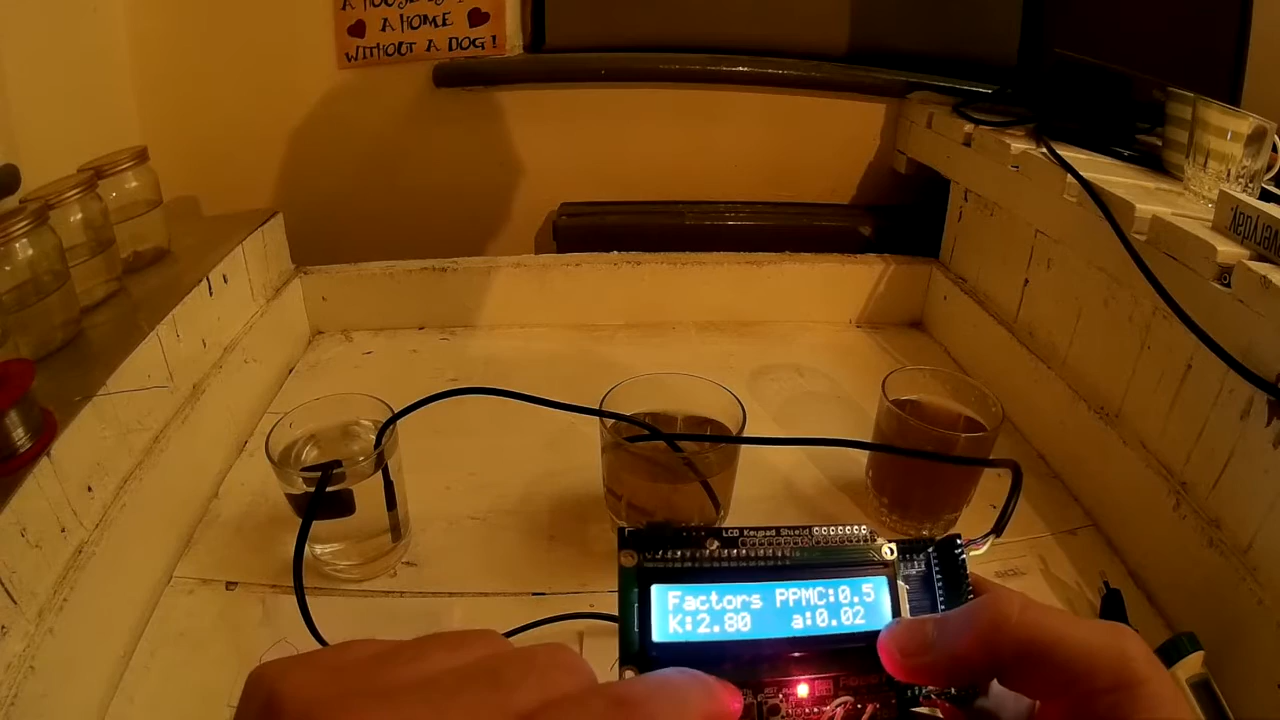 A HOME
WITHOUT A DOG!
LCD Keypad Shield
Factors PPMC:0.5
K:2.80 a:0.02